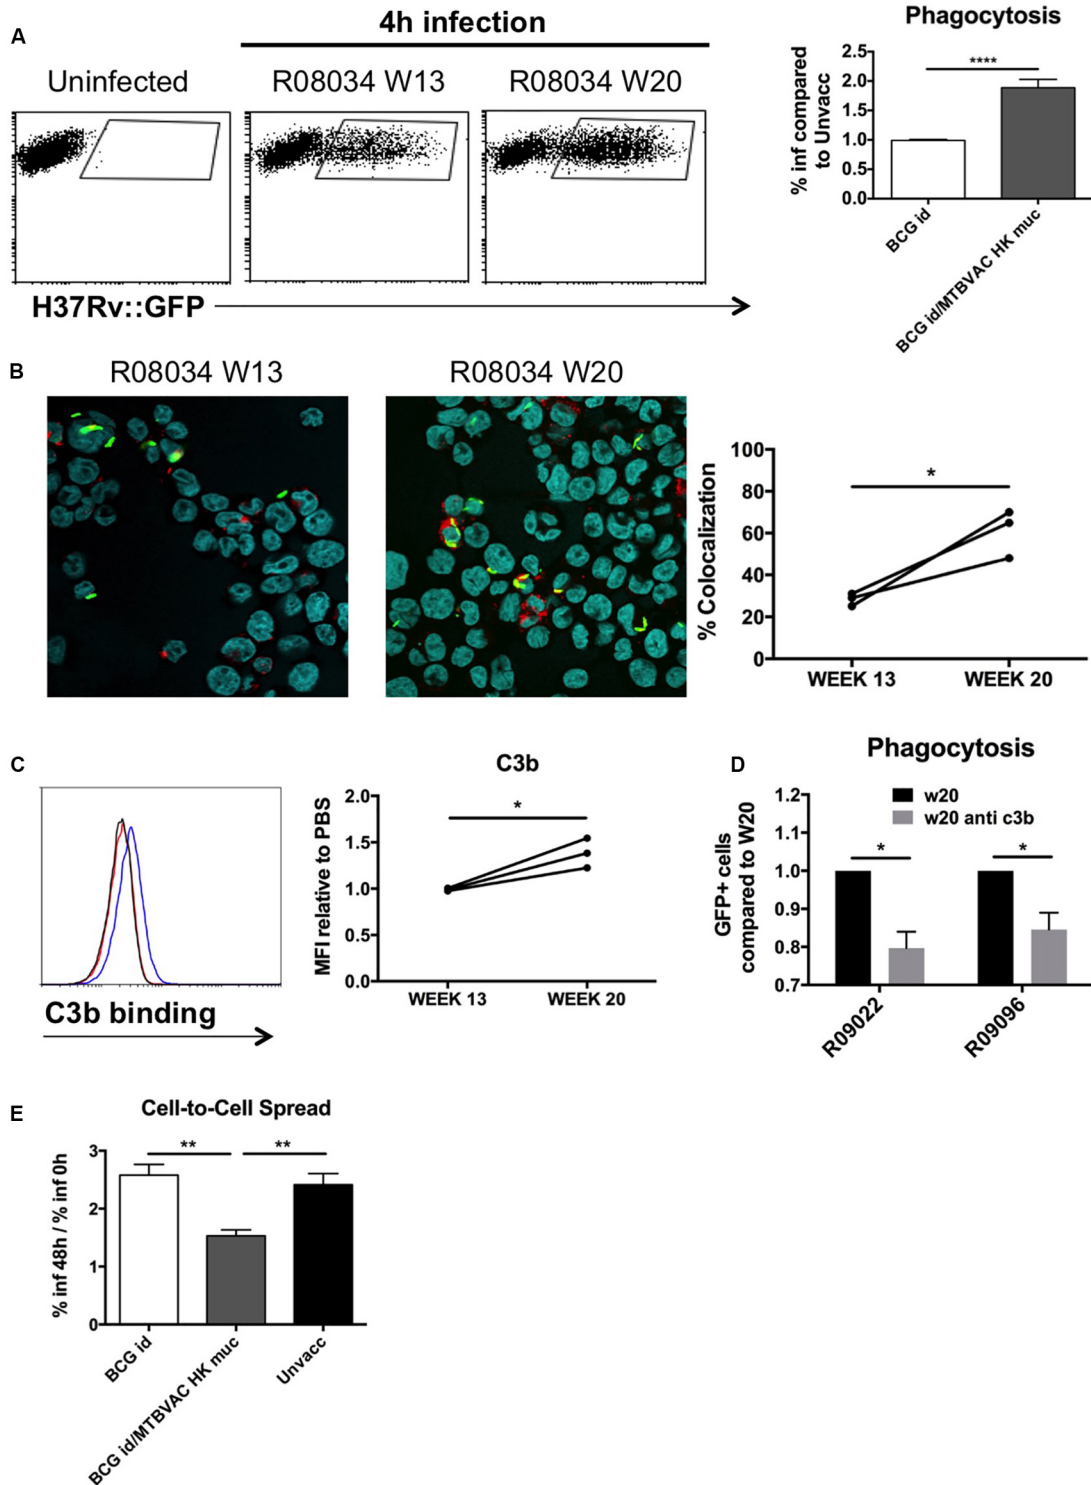 A
4h infection
Uninfected
R08034 W13
R08034 W20
H37Rv::GFP
Phagocytosis
% inf compared
to Unvacc
2.5
2.0
1.5
1.0
0.5
0.0
****
BCG id
BCG id/MTBVAC HK muc
B
R08034 W13
R08034 W20
% Colocalization
100
80
60
40
20
0
*
WEEK 13
WEEK 20
C
C3b binding
C3b
MFI relative to PBS
2.0
1.5
1.0
0.5
0.0
*
WEEK 13
WEEK 20
D
Phagocytosis
GFP+ cells
compared to W20
1.2
1.1
1.0
0.9
0.8
0.7
w20
w20 anti c3b
*
*
R09022
R09096
E
Cell-to-Cell Spread
% inf 48h / % inf 0h
3
2
1
0
**
**
BCG id
BCG id/MTBVAC HK muc
Unvacc